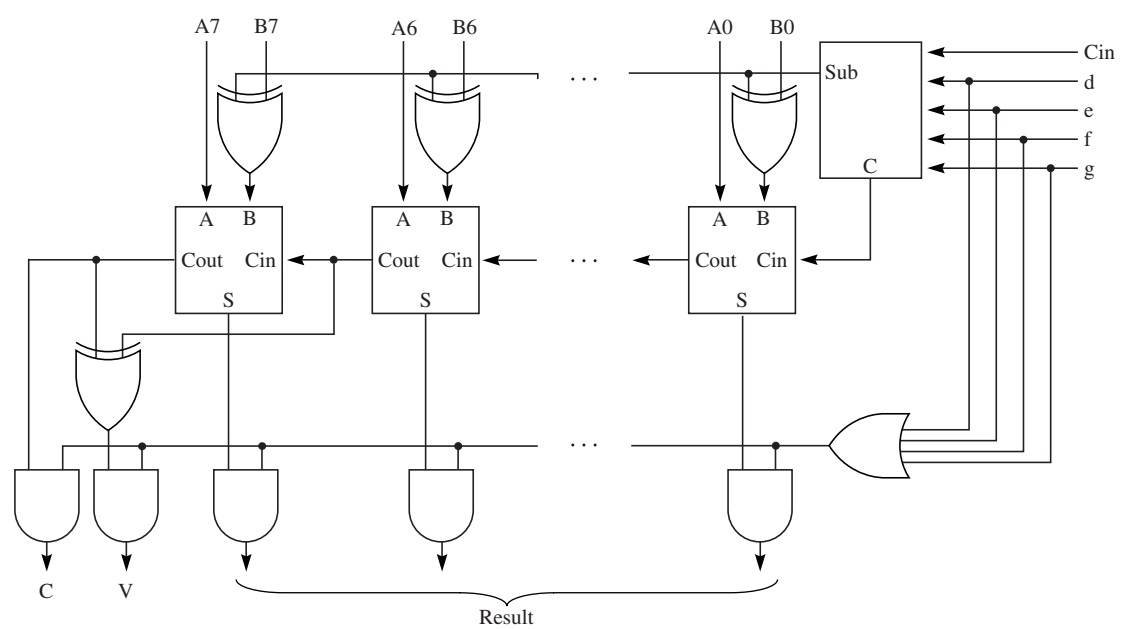 A7 B7 A6 B6 A0 B0
Cin
. . . Sub d
e
f
C g
A B A B A B
Cout Cin Cout Cin . . . Cout Cin
S S S
. . .
C V
Result